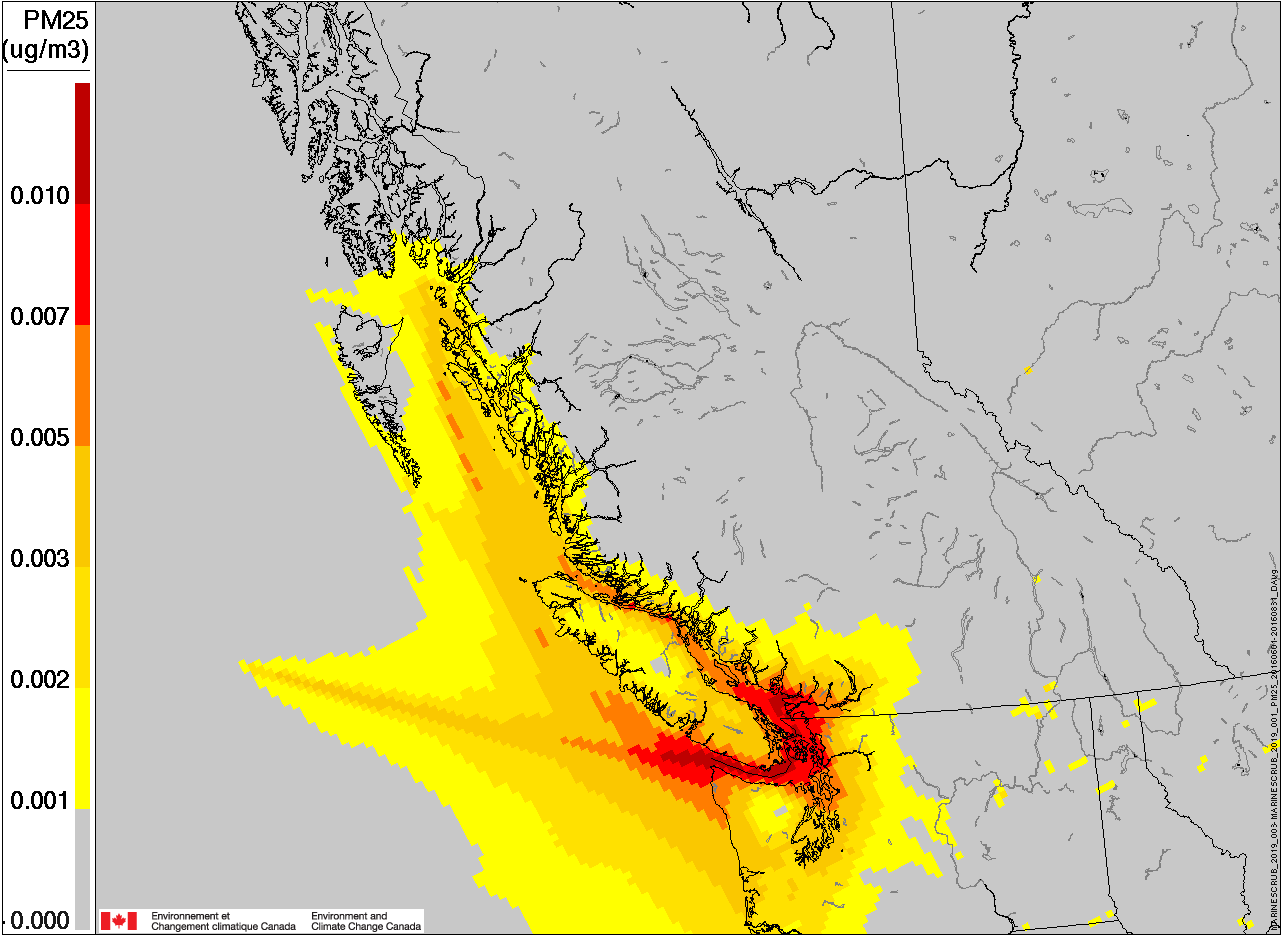 PM25
(ug/m3)
0.010
0.007
0.005
0.003
0.002
0.001
0.000
Environnement et
Changement climatique Canada
Environment and
Climate Change Canada
MARINESCRUB_2019_003-MARINESCRUB_2019_001_PM25_20160601-20160831_DAV9